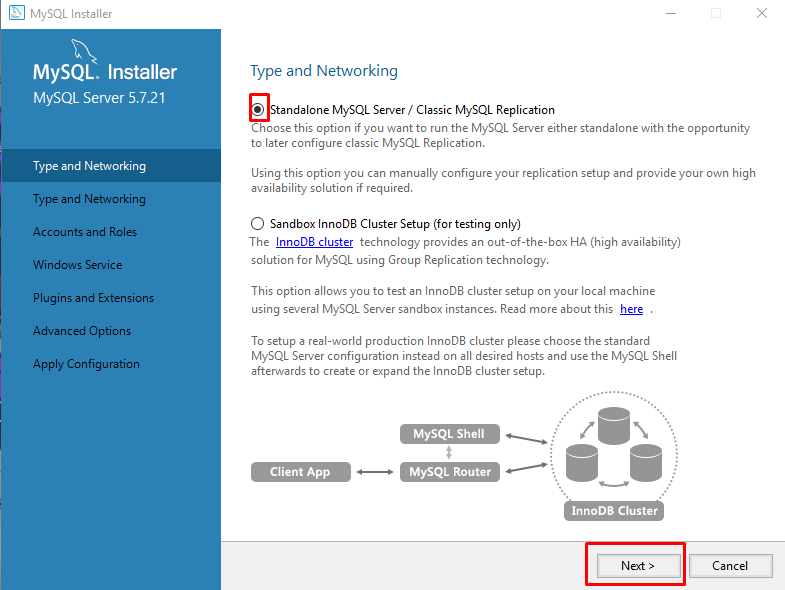 MySQL Installer
MySQL. Installer
MySQL Server 5.7.21
Type and Networking
Type and Networking
Accounts and Roles
Windows Service
Plugins and Extensions
Advanced Options
Apply Configuration
Type and Networking
Standalone MySQL Server / Classic MySQL Replication
Choose this option if you want to run the MySQL Server either standalone with the opportunity
to later configure classic MySQL Replication.
Using this option you can manually configure your replication setup and provide your own high
availability solution if required.
Sandbox InnoDB Cluster Setup (for testing only)
The InnoDB cluster technology provides an out-of-the-box HA (high availability)
solution for MySQL using Group Replication technology.
This option allows you to test an InnoDB cluster setup on your local machine
using several MySQL Server sandbox instances. Read more about this here .
To setup a real-world production InnoDB cluster please choose the standard
MySQL Server configuration instead on all desired hosts and use the MySQL Shell
afterwards to create or expand the InnoDB cluster setup.
MySQL Shell
Client App
MySQL Router
InnoDB Cluster
Next >
Cancel